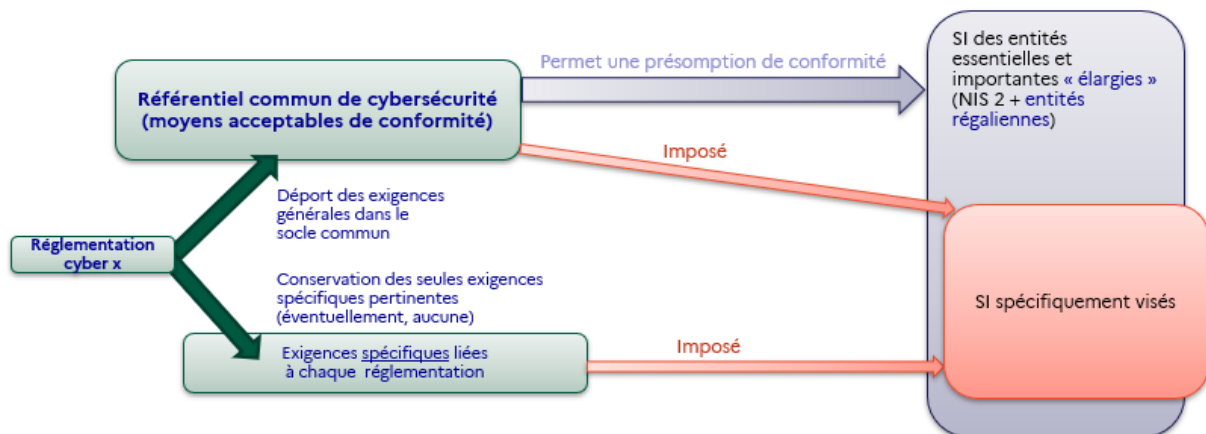 SI des entités
essentielles et
importantes « élargies »
(NIS 2 + entités
régaliennes)
Permet une présomption de conformité
Référentiel commun de cybersécurité
(moyens acceptables de conformité)
Imposé
Déport des exigences
générales dans le
socle commun
Réglementation
cyber x
Conservation des seules exigences
spécifiques pertinentes
(éventuellement, aucune)
SI spécifiquement visés
Imposé
Exigences spécifiques liées
à chaque réglementation